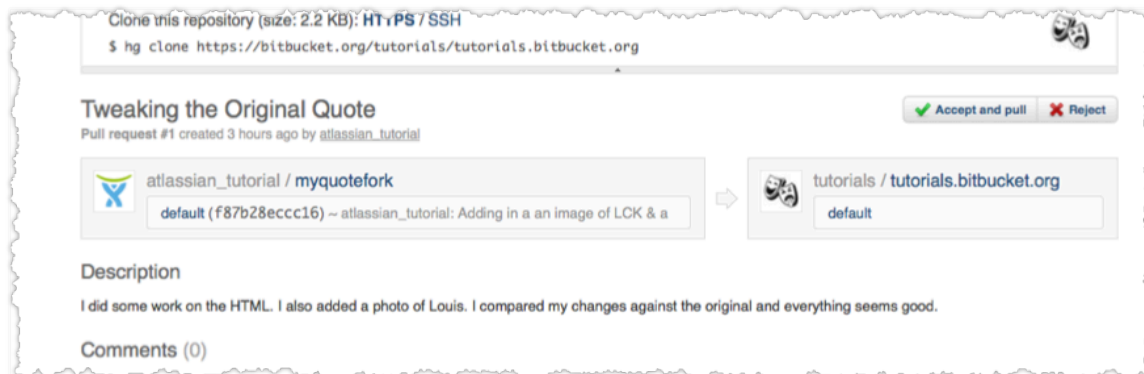 Clone this repository (size: 2.2 KB): HTTPS / SSH
$ hg clone https://bitbucket.org/tutorials/tutorials.bitbucket.org
Tweaking the Original Quote
Accept and pull Reject
Pull request #1 created 3 hours ago by atlassian_tutorial
atlassian_tutorial / myquotefork
default (f87b28eccc16) ~ atlassian_tutorial: Adding in a an image of LCK & a
tutorials / tutorials.bitbucket.org
default
Description
I did some work on the HTML. I also added a photo of Louis. I compared my changes against the original and everything seems good.
Comments (0)